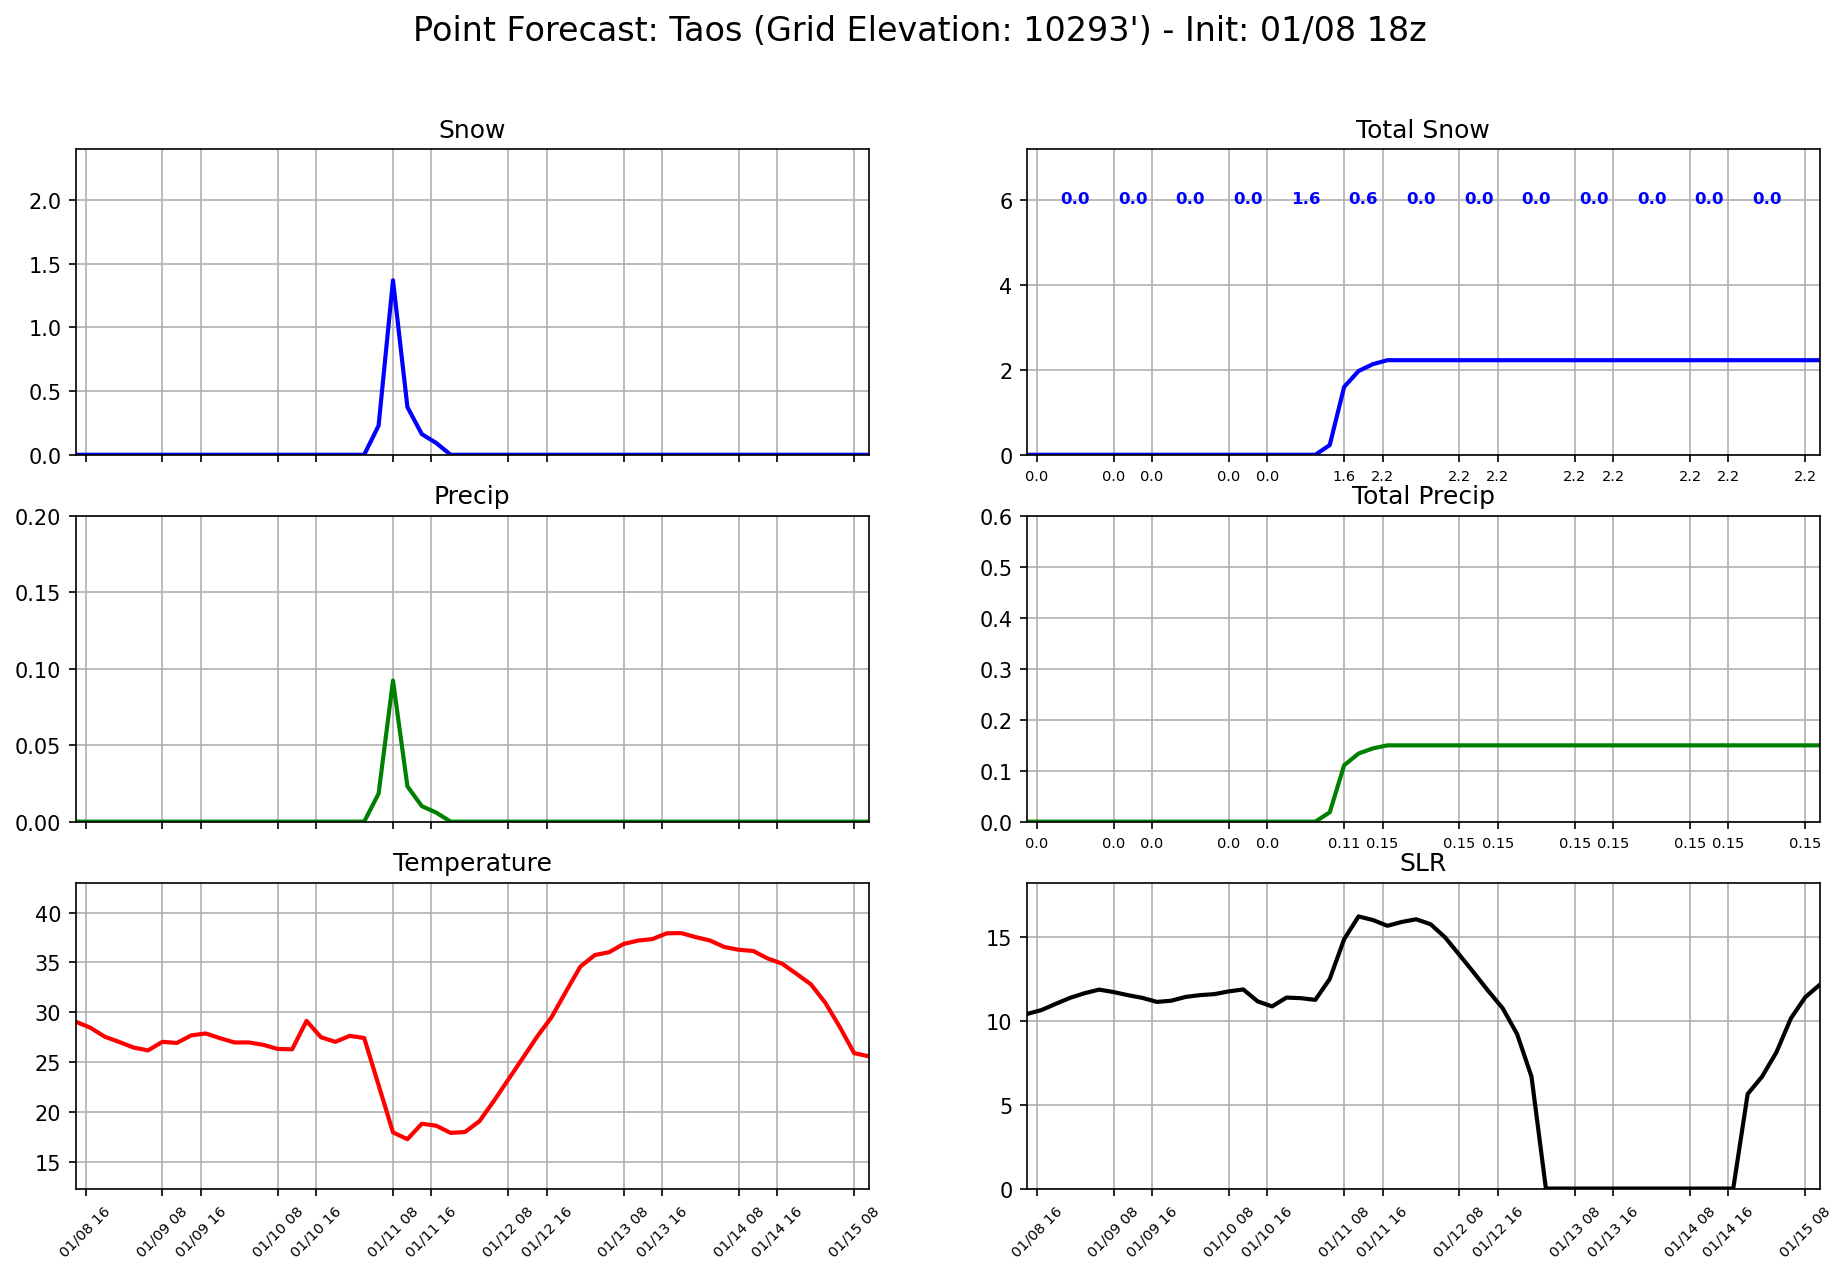 Point Forecast: Taos (Grid Elevation: 10293') - Init: 01/08 18z
Snow
2.0
1.5
1.0
0.5
0.0
Total Snow
0.0 0.0 0.0 0.0 1.6 0.6 0.0 0.0 0.0 0.0 0.0 0.0 0.0
6
4
2
0
0.0 0.0 0.0 0.0 0.0 1.6 2.2 2.2 2.2 2.2 2.2 2.2 2.2 2.2
Precip
0.20
0.15
0.10
0.05
0.00
Total Precip
0.6
0.5
0.4
0.3
0.2
0.1
0.0
0.0 0.0 0.0 0.0 0.0 0.11 0.15 0.15 0.15 0.15 0.15 0.15 0.15 0.15
Temperature
40
35
30
25
20
15
01/08 16 01/09 08 01/09 16 01/10 08 01/10 16 01/11 08 01/11 16 01/12 08 01/12 16 01/13 08 01/13 16 01/14 08 01/14 16 01/15 08
SLR
15
10
5
0
01/08 16 01/09 08 01/09 16 01/10 08 01/10 16 01/11 08 01/11 16 01/12 08 01/12 16 01/13 08 01/13 16 01/14 08 01/14 16 01/15 08